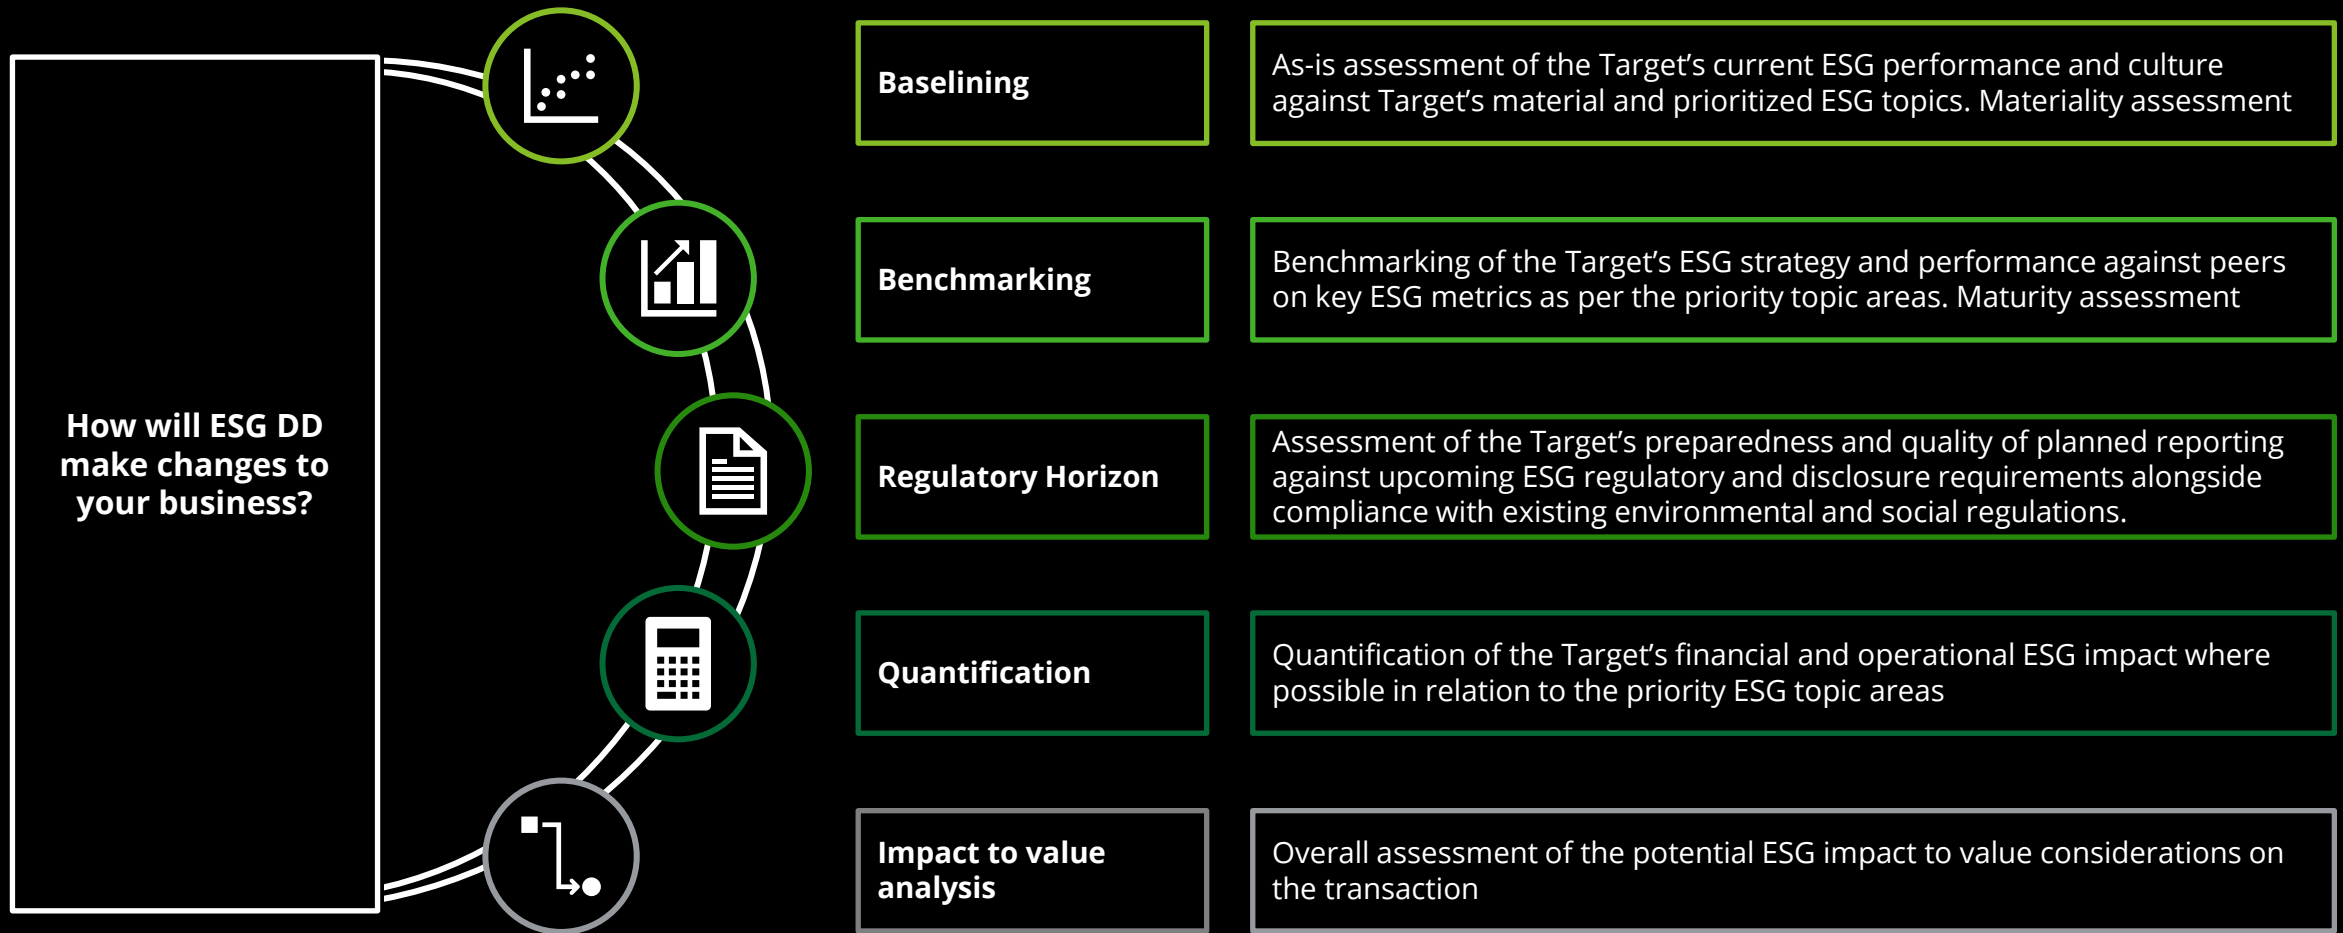 How will ESG DD
make changes to
your business?
Baselining
As-is assessment of the Target’s current ESG performance and culture
against Target’s material and prioritized ESG topics. Materiality assessment
Benchmarking
Benchmarking of the Target’s ESG strategy and performance against peers
on key ESG metrics as per the priority topic areas. Maturity assessment
Regulatory Horizon
Assessment of the Target’s preparedness and quality of planned reporting
against upcoming ESG regulatory and disclosure requirements alongside
compliance with existing environmental and social regulations.
Quantification
Quantification of the Target’s financial and operational ESG impact where
possible in relation to the priority ESG topic areas
Impact to value
analysis
Overall assessment of the potential ESG impact to value considerations on
the transaction